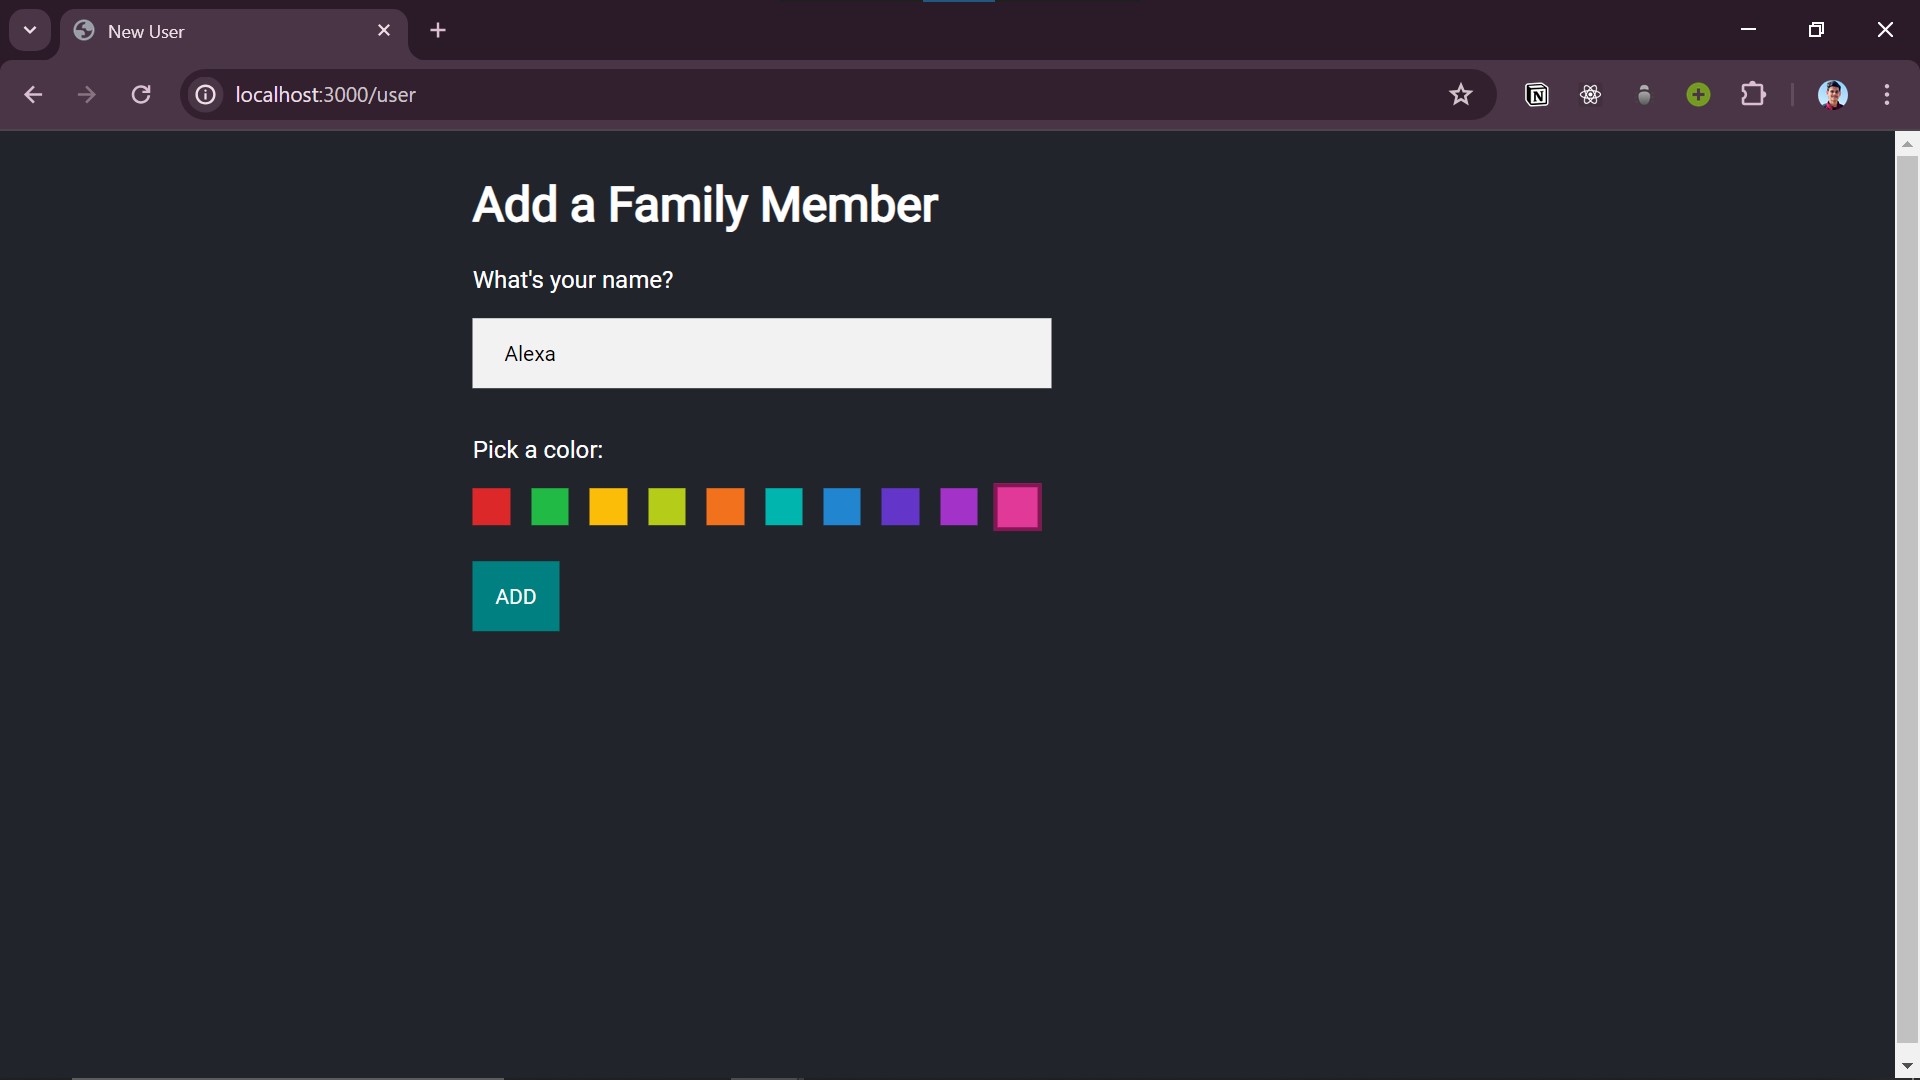 New User
localhost:3000/user
Add a Family Member
What's your name?
Alexa
Pick a color:
ADD